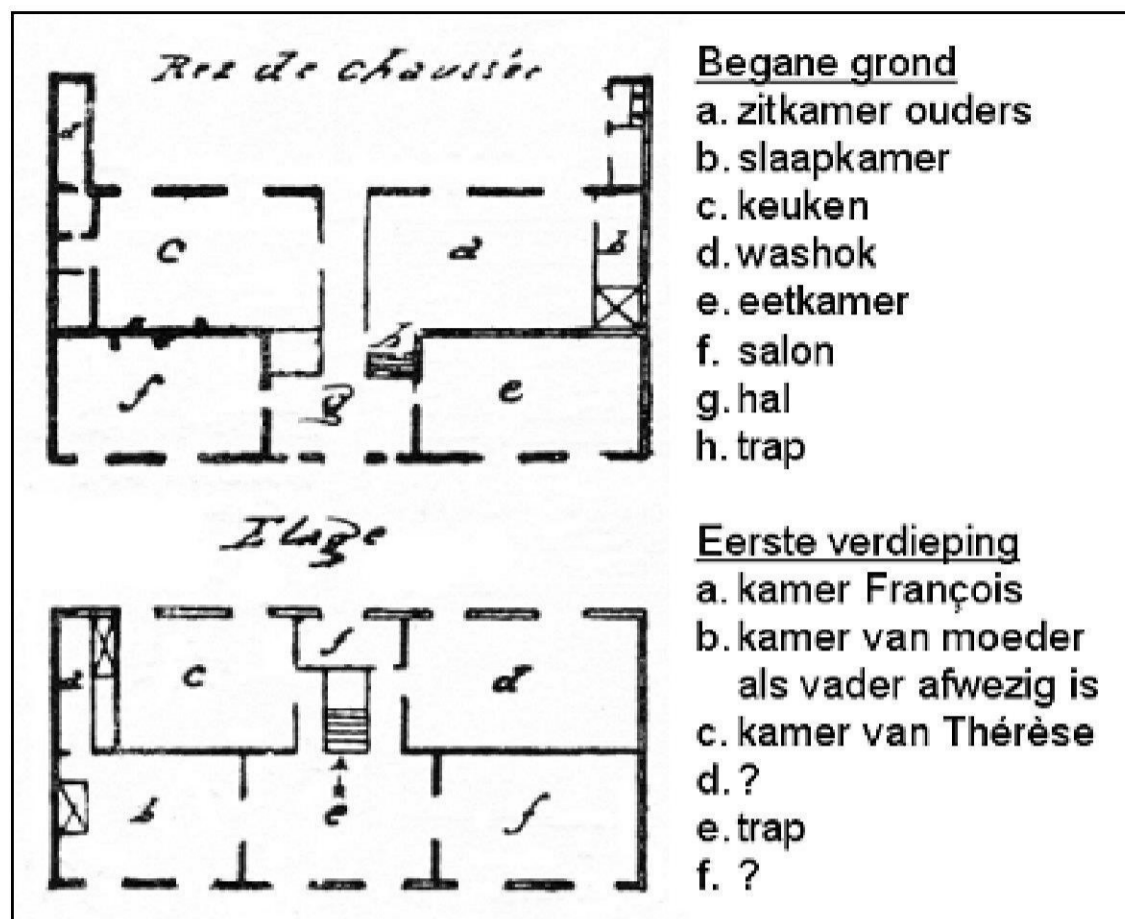 Rez de chaussée
c
d
b
h
f
g
e
Begane grond
a. zitkamer ouders
b. slaapkamer
c. keuken
d. washok
e. eetkamer
f. salon
g. hal
h. trap
Etage
f
c
d
b
e
f
Eerste verdieping
a. kamer François
b. kamer van moeder
als vader afwezig is
c. kamer van Thérèse
d. ?
e. trap
f. ?